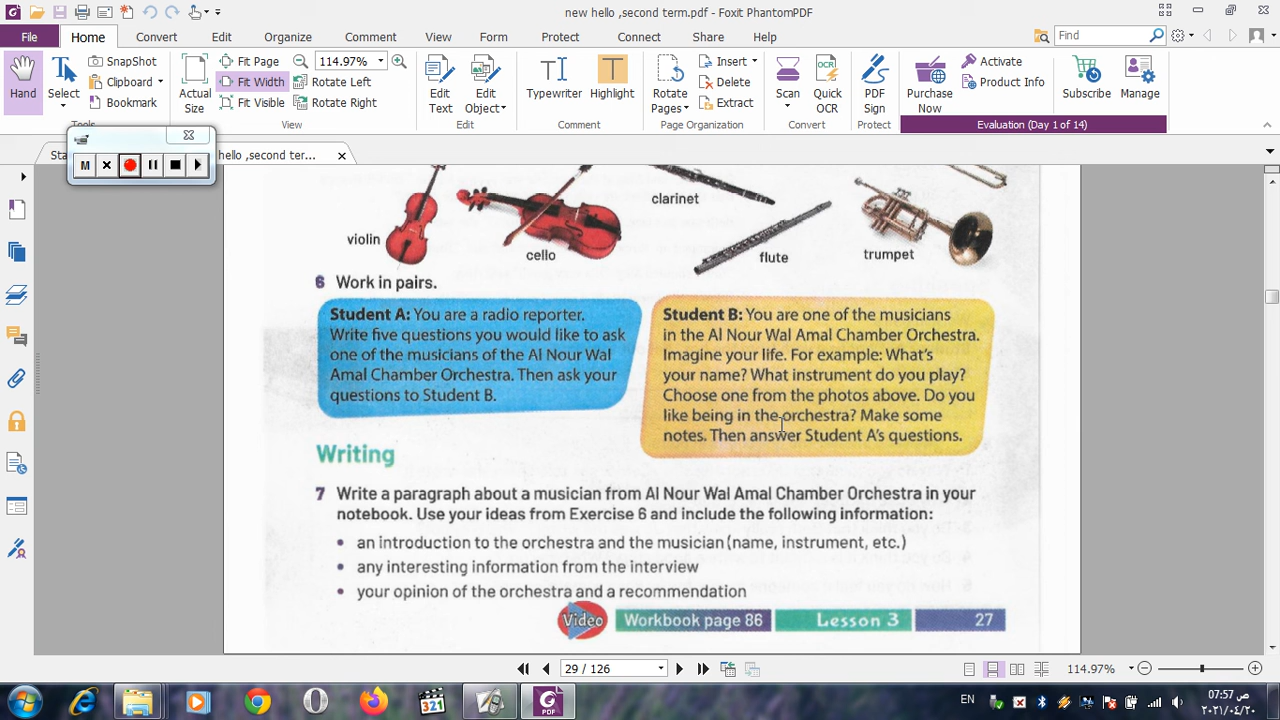 new hello ,second term.pdf - Foxit PhantomPDF
File Home Convert Edit Organize Comment View Form Protect Connect Share Help
Find
Hand
Select
SnapShot
Clipboard
Bookmark
Tools
Actual Size
Fit Page
Fit Width
Fit Visible
114.97%
Rotate Left
Rotate Right
View
Edit Text
Edit Object
Edit
Typewriter
Highlight
Comment
Rotate Pages
Insert
Delete
Extract
Page Organization
Scan
Quick OCR
Convert
PDF Sign
Protect
Purchase Now
Activate
Product Info
Subscribe
Manage
Evaluation (Day 1 of 14)
M
Sta
hello ,second ter...
violin
cello
clarinet
flute
trumpet
6 Work in pairs.
Student A: You are a radio reporter.
Write five questions you would like to ask
one of the musicians of the Al Nour Wal
Amal Chamber Orchestra. Then ask your
questions to Student B.
Student B: You are one of the musicians
in the Al Nour Wal Amal Chamber Orchestra.
Imagine your life. For example: What's
your name? What instrument do you play?
Choose one from the photos above. Do you
like being in the orchestra? Make some
notes. Then answer Student A's questions.
Writing
7 Write a paragraph about a musician from Al Nour Wal Amal Chamber Orchestra in your
notebook. Use your ideas from Exercise 6 and include the following information:
• an introduction to the orchestra and the musician (name, instrument, etc.)
• any interesting information from the interview
• your opinion of the orchestra and a recommendation
Video Workbook page 86 Lesson 3 27
29 / 126
114.97%
321
PDF
EN
07:57 ص
٢٠٢١/٠٤/٢٠